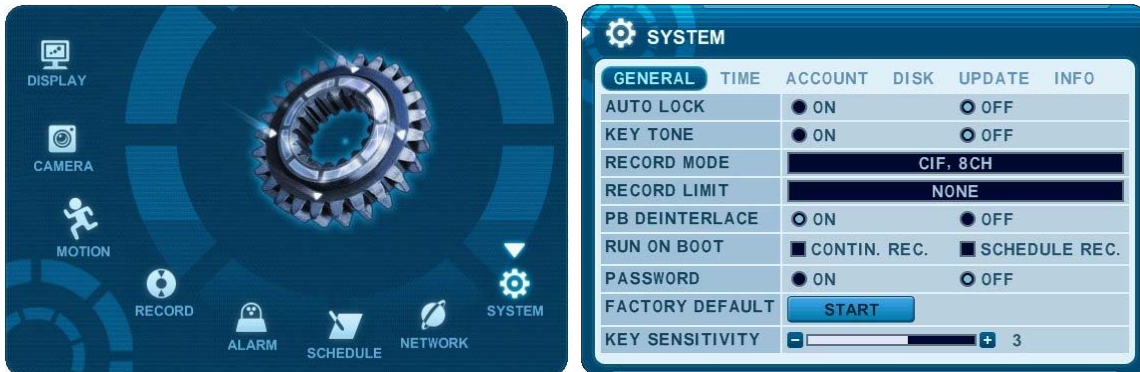 DISPLAY
CAMERA
MOTION
RECORD
ALARM
SCHEDULE
NETWORK
SYSTEM
SYSTEM
GENERAL TIME ACCOUNT DISK UPDATE INFO
AUTO LOCK ON OFF
KEY TONE ON OFF
RECORD MODE CIF, 8CH
RECORD LIMIT NONE
PB DEINTERLACE ON OFF
RUN ON BOOT CONTIN. REC. SCHEDULE REC.
PASSWORD ON OFF
FACTORY DEFAULT START
KEY SENSITIVITY 3